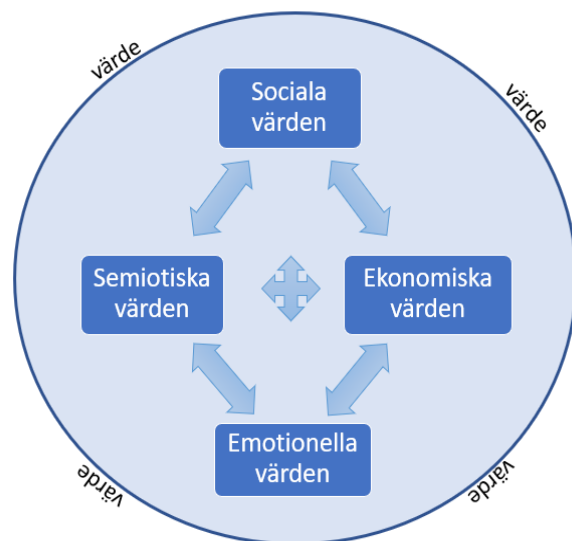 värde
värde
Sociala
värden
Semiotiska
värden
Ekonomiska
värden
Emotionella
värden
värde
värde